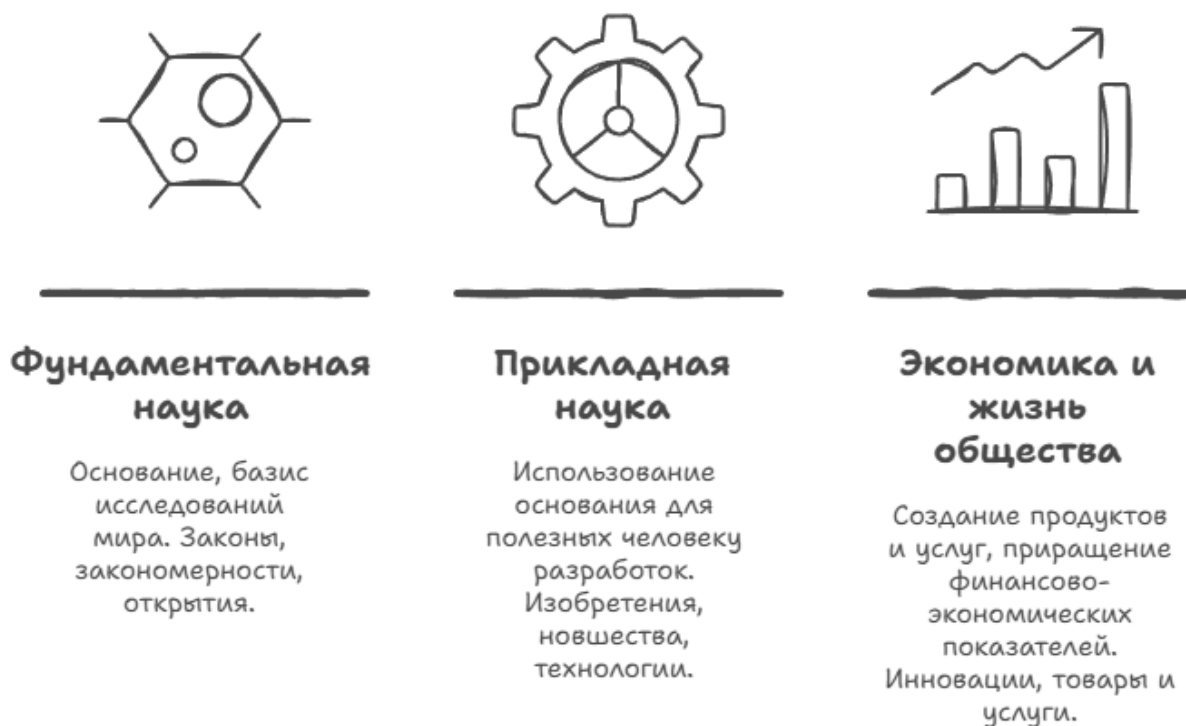 Фундаментальная
наука
Основание, базис
исследований
мира. Законы,
закономерности,
открытия.
Прикладная
наука
Использование
основания для
полезных человеку
разработок.
Изобретения,
новшества,
технологии.
Экономика и
жизнь
общества
Создание продуктов
и услуг, приращение
финансово-
экономических
показателей.
Инновации, товары и
услуги.